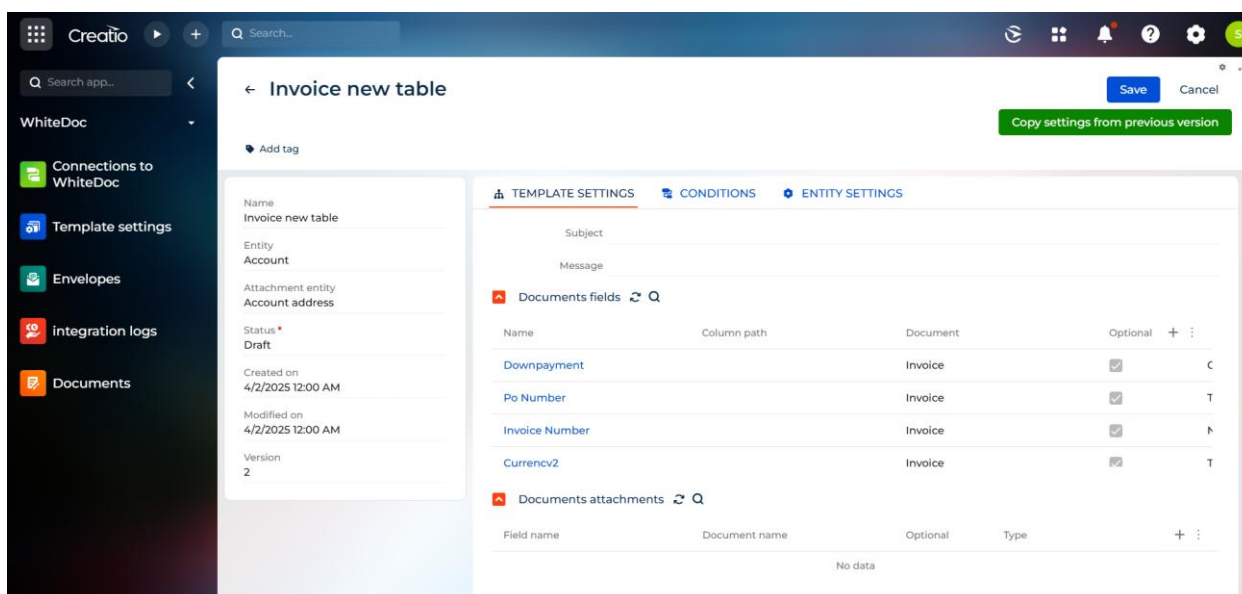 Creatio
Search...
Search app...
WhiteDoc
Connections to
WhiteDoc
Template settings
Envelopes
integration logs
Documents
Invoice new table
Save
Cancel
Copy settings from previous version
Add tag
Name
Invoice new table
Entity
Account
Attachment entity
Account address
Status *
Draft
Created on
4/2/2025 12:00 AM
Modified on
4/2/2025 12:00 AM
Version
2
TEMPLATE SETTINGS CONDITIONS ENTITY SETTINGS
Subject
Message
Documents fields
Name Column path Document Optional
Downpayment Invoice
Po Number Invoice
Invoice Number Invoice
Currencv2 Invoice
Documents attachments
Field name Document name Optional Type
No data